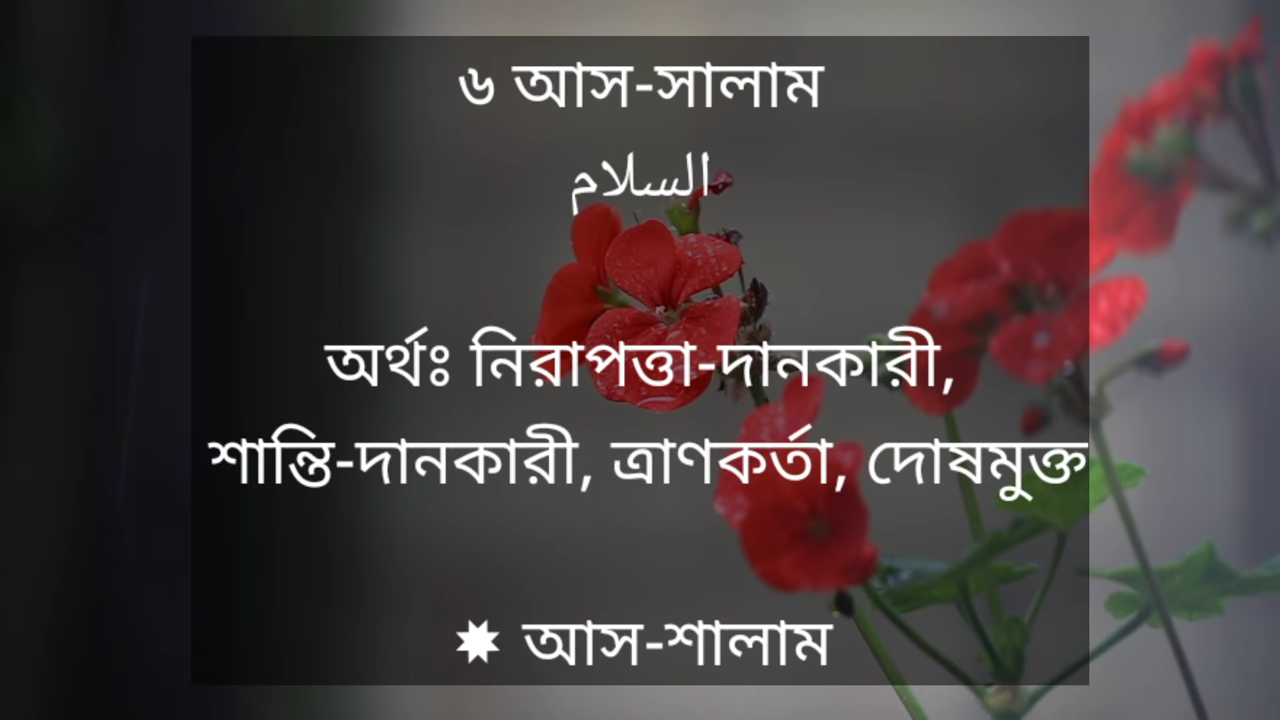 ৬ আস-সালাম
السلام
অর্থঃ নিরাপত্তা-দানকারী,
শান্তি-দানকারী, ত্রাণকর্তা, দোষমুক্ত
✸ আস-শালাম